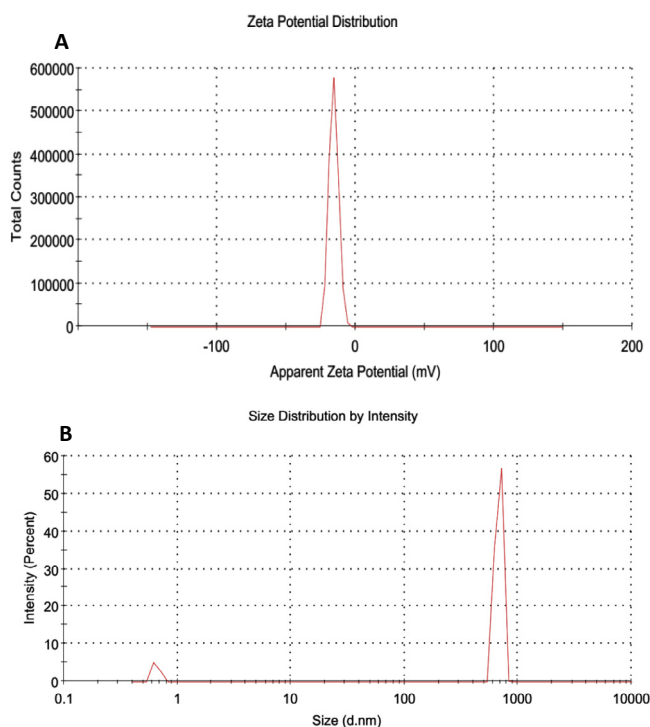 Zeta Potential Distribution
A
600000
500000
400000
300000
200000
100000
0
Total Counts
-100 0 100 200
Apparent Zeta Potential (mV)
Size Distribution by Intensity
B
60
50
40
30
20
10
0
Intensity (Percent)
0.1 1 10 100 1000 10000
Size (d.nm)